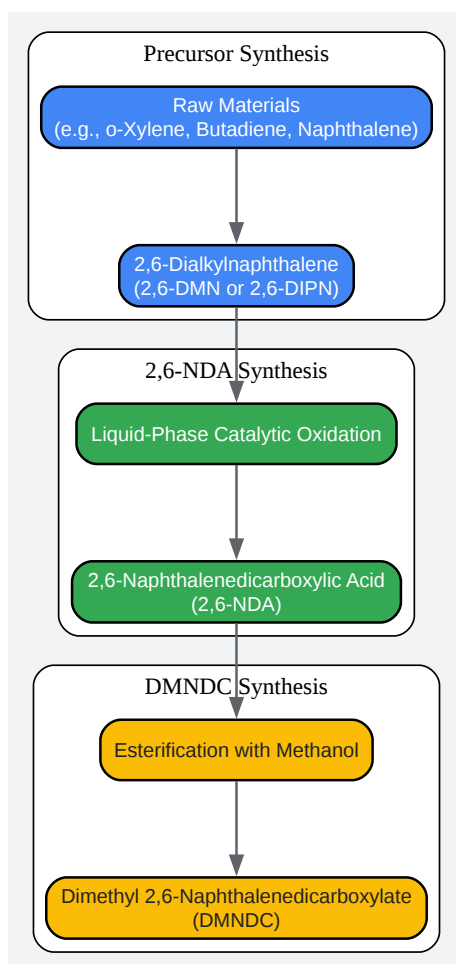 Precursor Synthesis
Raw Materials
(e.g., o-Xylene, Butadiene, Naphthalene)
2,6-Dialkylnaphthalene
(2,6-DMN or 2,6-DIPN)
2,6-NDA Synthesis
Liquid-Phase Catalytic Oxidation
2,6-Naphthalenedicarboxylic Acid
(2,6-NDA)
DMNDC Synthesis
Esterification with Methanol
Dimethyl 2,6-Naphthalenedicarboxylate
(DMNDC)